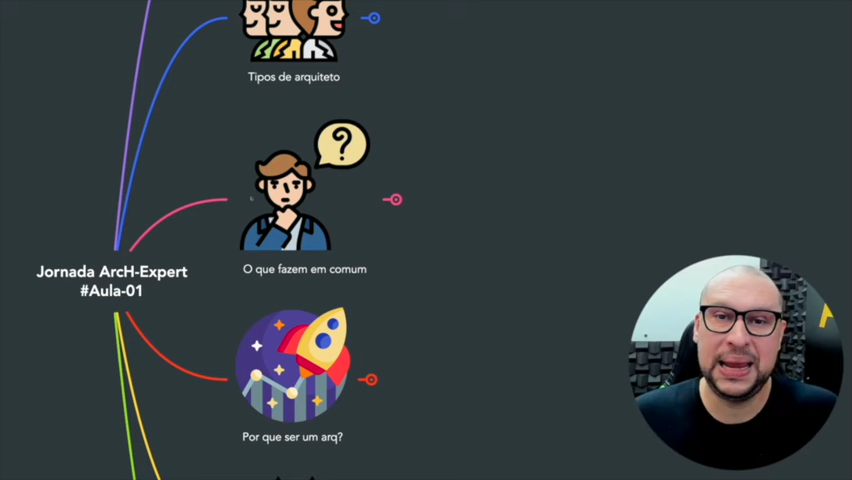 Tipos de arquiteto
?
O que fazem em comum
Jornada ArcH-Expert
#Aula-01
Por que ser um arq?